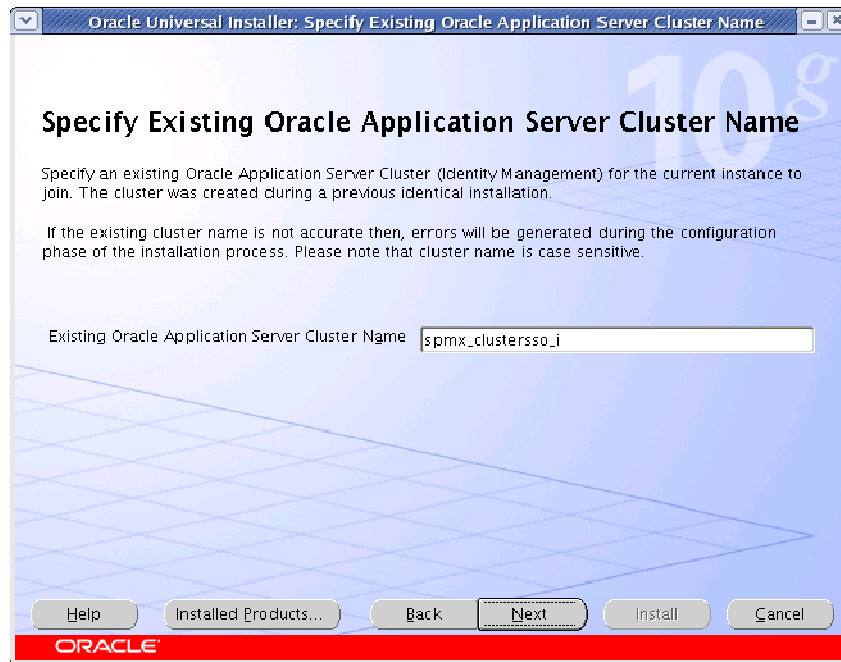 Oracle Universal Installer: Specify Existing Oracle Application Server Cluster Name
10g
Specify Existing Oracle Application Server Cluster Name
Specify an existing Oracle Application Server Cluster (Identity Management) for the current instance to
join. The cluster was created during a previous identical installation.
If the existing cluster name is not accurate then, errors will be generated during the configuration
phase of the installation process. Please note that cluster name is case sensitive.
Existing Oracle Application Server Cluster Name spmx_clustersso_i
Help Installed Products... Back Next Install Cancel
ORACLE